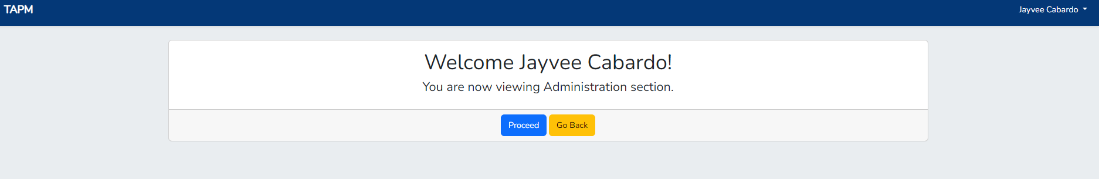 TAPM
Jayvee Cabardo
Welcome Jayvee Cabardo!
You are now viewing Administration section.
Proceed
Go Back